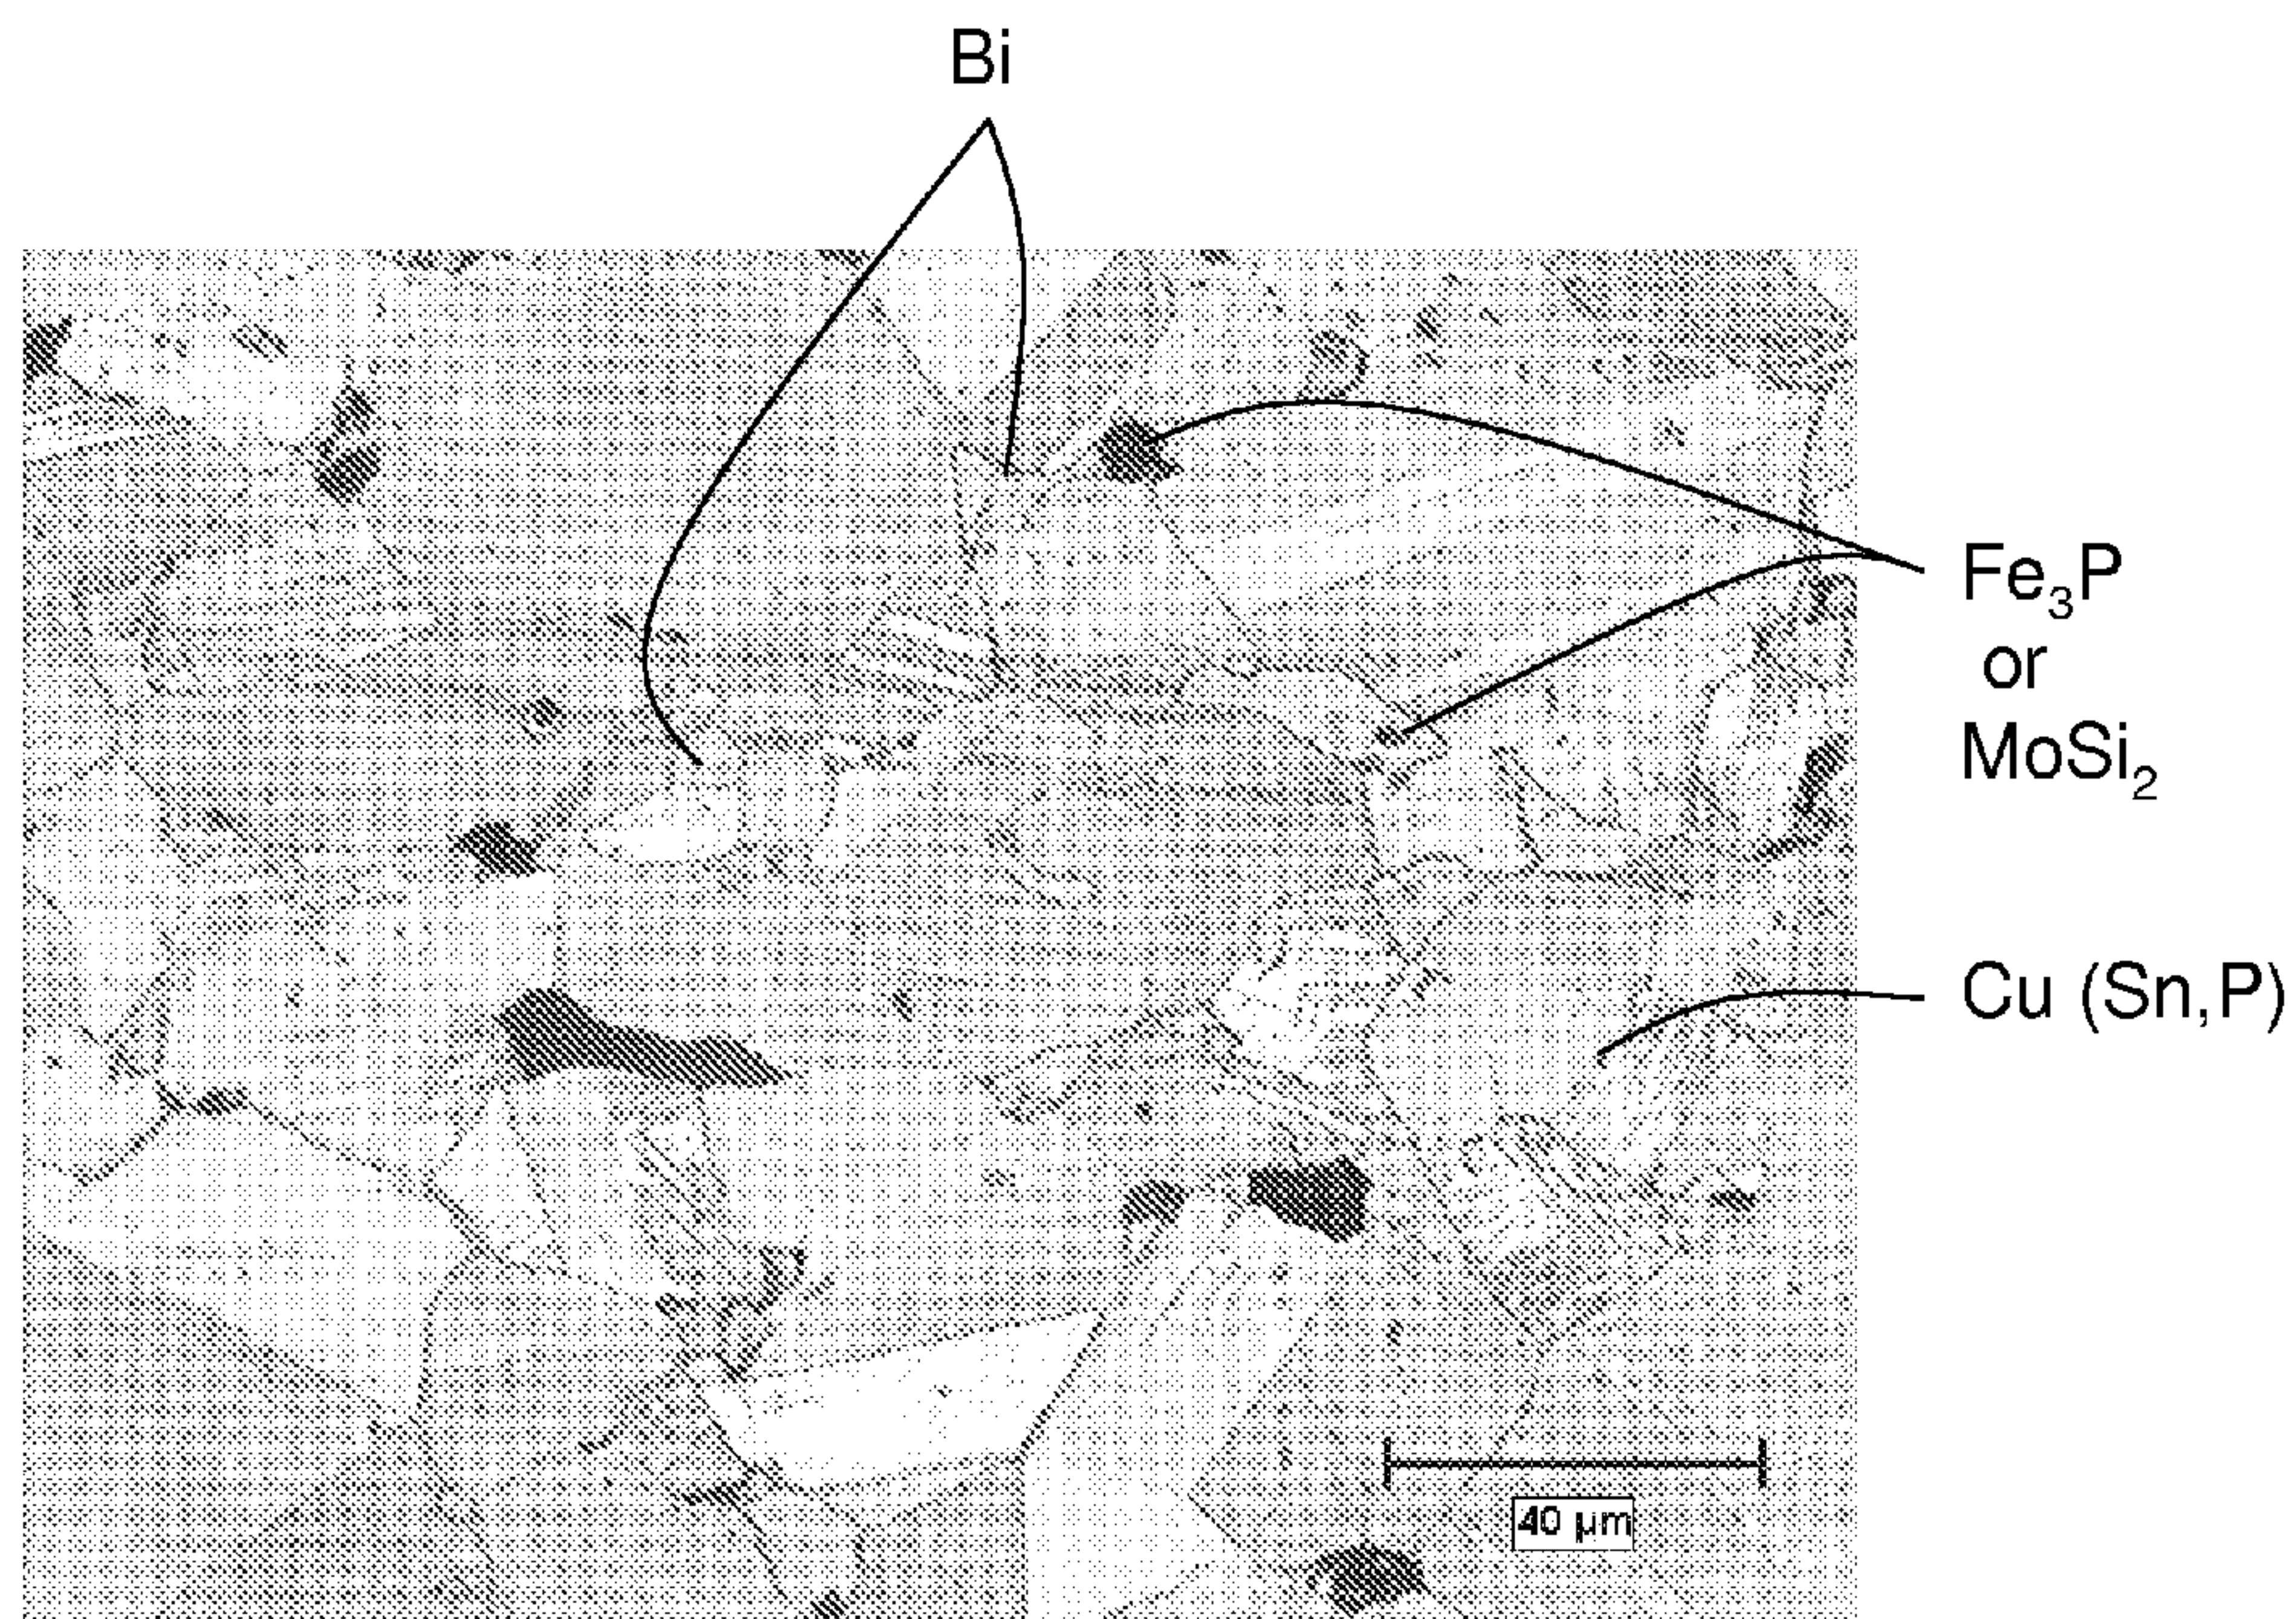 Bi
Fe₃P
or
MoSi₂
Cu (Sn,P)
40 µm